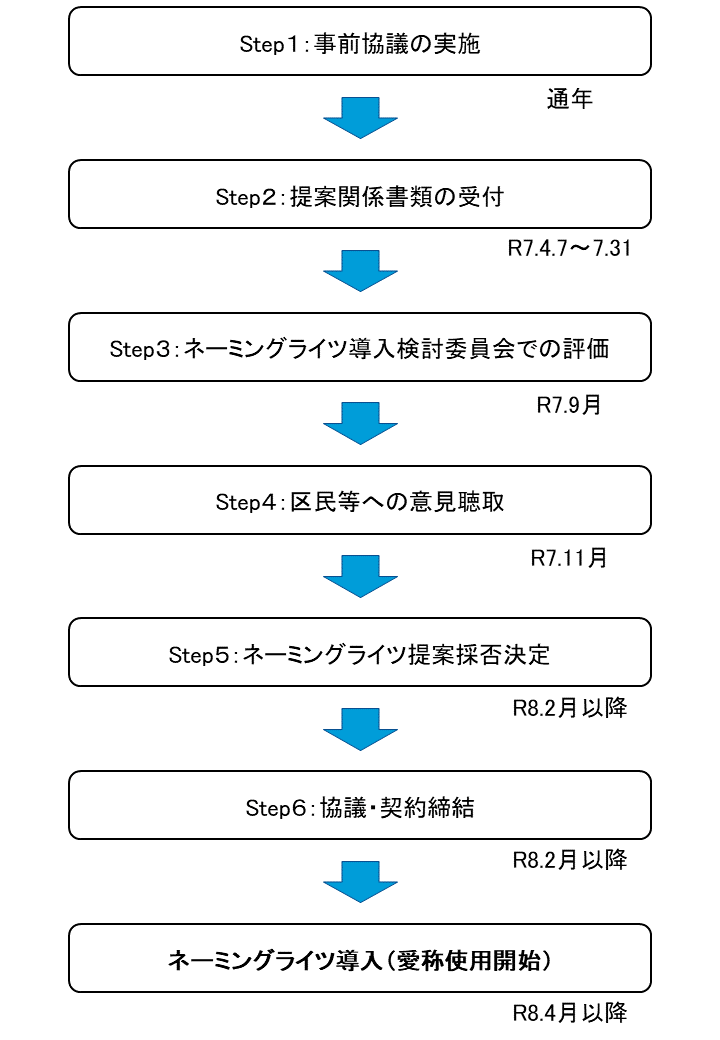 Step１：事前協議の実施
通年
Step２：提案関係書類の受付
R7.4.7～7.31
Step３：ネーミングライツ導入検討委員会での評価
R7.9月
Step４：区民等への意見聴取
R7.11月
Step５：ネーミングライツ提案採否決定
R8.2月以降
Step６：協議・契約締結
R8.2月以降
ネーミングライツ導入（愛称使用開始）
R8.4月以降